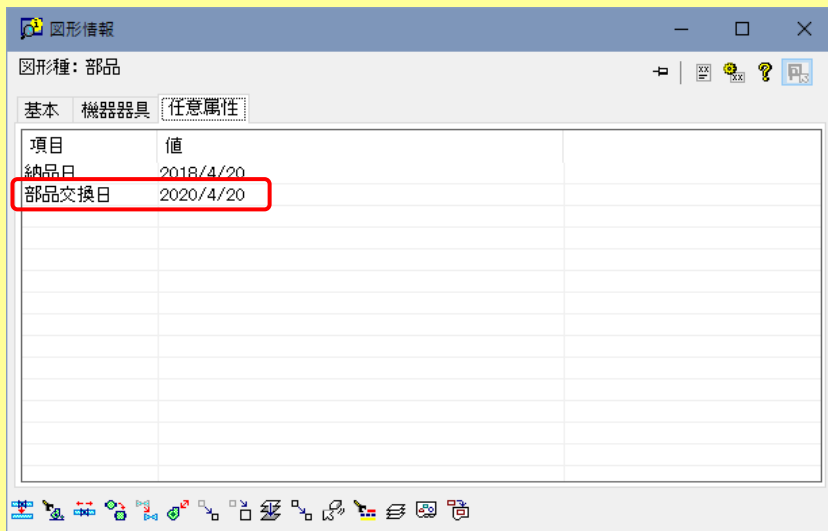 図形情報
図形種：部品
基本 機器器具 任意属性
項目 値
納品日 2018/4/20
部品交換日 2020/4/20